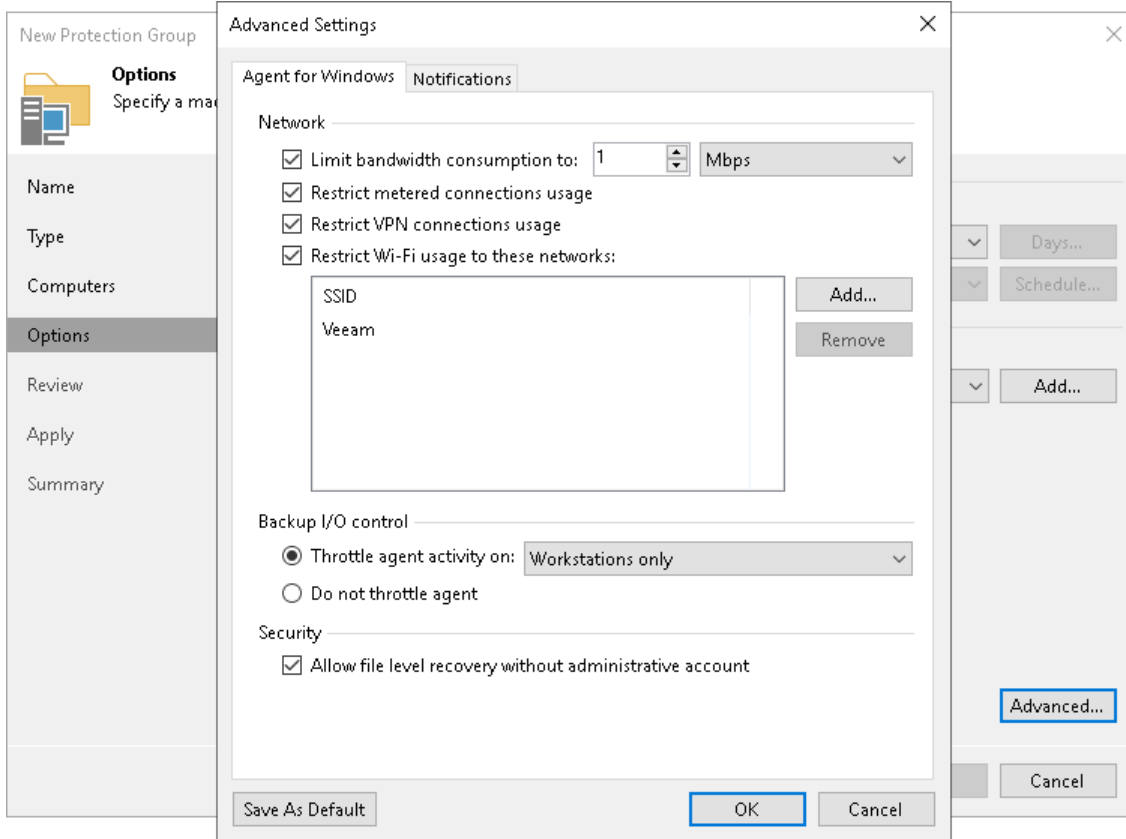 New Protection Group
Options
Specify a mac
Name
Type
Computers
Options
Review
Apply
Summary
Advanced Settings
Agent for Windows
Notifications
Network
Limit bandwidth consumption to: 1 Mbps
Restrict metered connections usage
Restrict VPN connections usage
Restrict Wi-Fi usage to these networks:
SSID
Veeam
Add...
Remove
Backup I/O control
Throttle agent activity on: Workstations only
Do not throttle agent
Security
Allow file level recovery without administrative account
Save As Default
OK
Cancel
Days...
Schedule...
Add...
Advanced...
Cancel